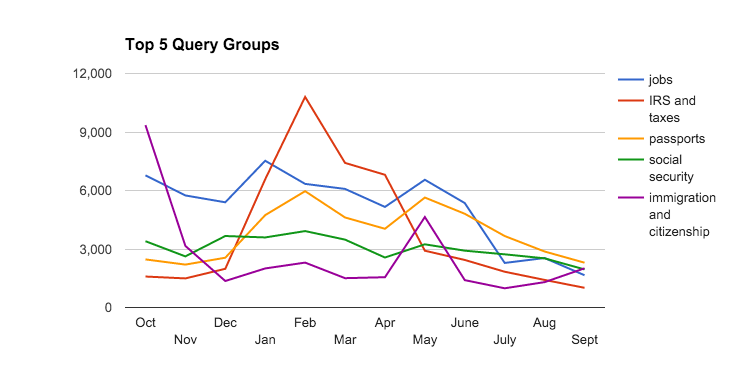 Top 5 Query Groups
12,000
9,000
6,000
3,000
0
Oct
Nov
Dec
Jan
Feb
Mar
Apr
May
June
July
Aug
Sept
jobs
IRS and
taxes
passports
social
security
immigration
and
citizenship